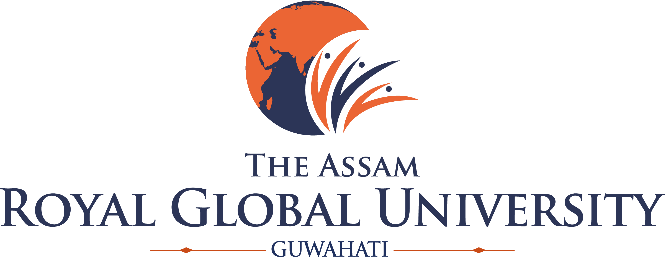 THE ASSAM
ROYAL GLOBAL UNIVERSITY
GUWAHATI